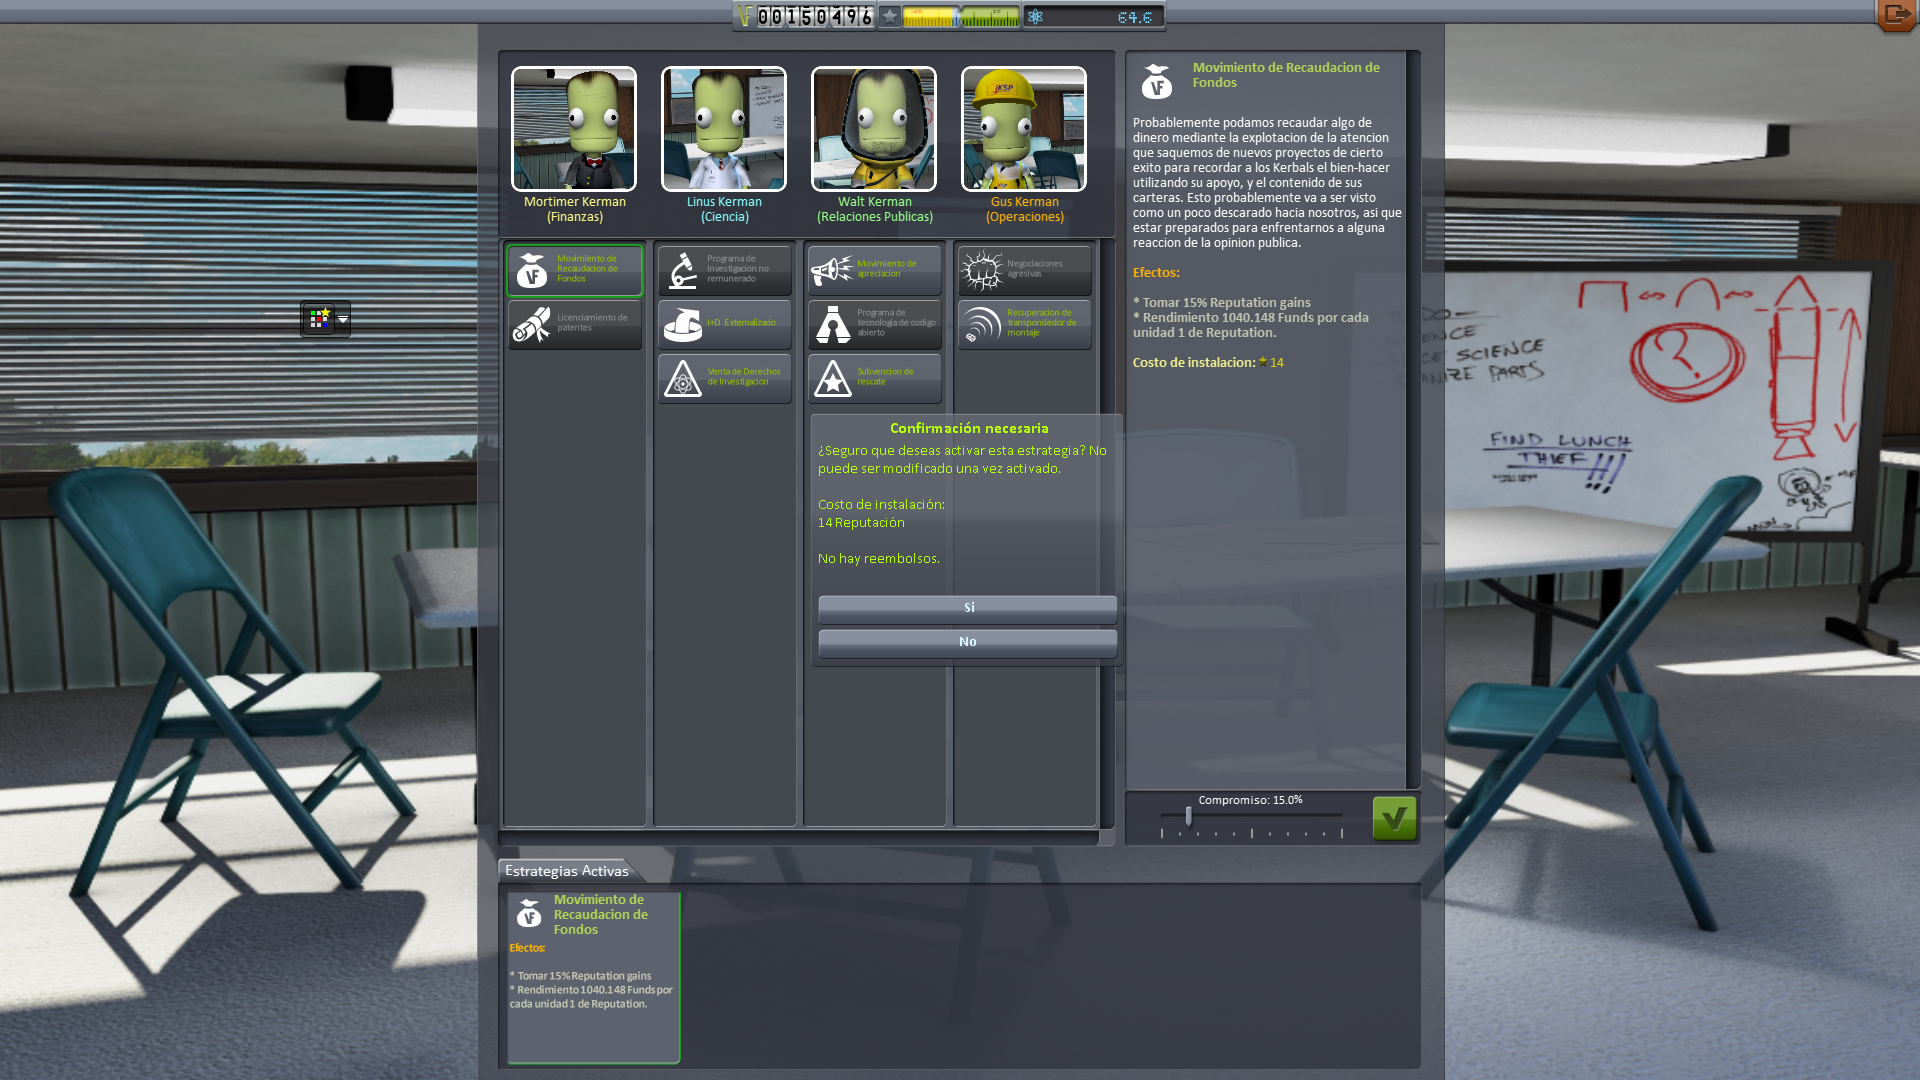 00150496
64.6
Mortimer Kerman
(Finanzas)
Linus Kerman
(Ciencia)
Walt Kerman
(Relaciones Publicas)
Gus Kerman
(Operaciones)
Movimiento de
Recaudacion de
Fondos
Licenciamiento de
patentes
Programa de
Investigacion no
remunerado
I+D Externalizado
Venta de Derechos
de Investigacion
Movimiento de
apreciacion
Programa de
tecnologia de codigo
abierto
Subvencion de
rescate
Negociaciones
agresivas
Recuperacion de
transpondedor de
montaje
Confirmación necesaria
¿Seguro que deseas activar esta estrategia? No
puede ser modificado una vez activado.
Costo de instalación:
14 Reputación
No hay reembolsos.
Si
No
Movimiento de Recaudacion de
Fondos
Probablemente podamos recaudar algo de
dinero mediante la explotacion de la atencion
que saquemos de nuevos proyectos de cierto
exito para recordar a los Kerbals el bien-hacer
utilizando su apoyo, y el contenido de sus
carteras. Esto probablemente va a ser visto
como un poco descarado hacia nosotros, asi que
estar preparados para enfrentarnos a alguna
reaccion de la opinion publica.
Efectos:
* Tomar 15% Reputation gains
* Rendimiento 1040.148 Funds por cada
unidad 1 de Reputation.
Costo de instalacion: 14
Compromiso: 15.0%
SCIENCE
SCIENCE
PARTS
FIND LUNCH
THIEF!!!
Estrategias Activas
Movimiento de
Recaudacion de
Fondos
Efectos:
* Tomar 15% Reputation gains
* Rendimiento 1040.148 Funds por
cada unidad 1 de Reputation.